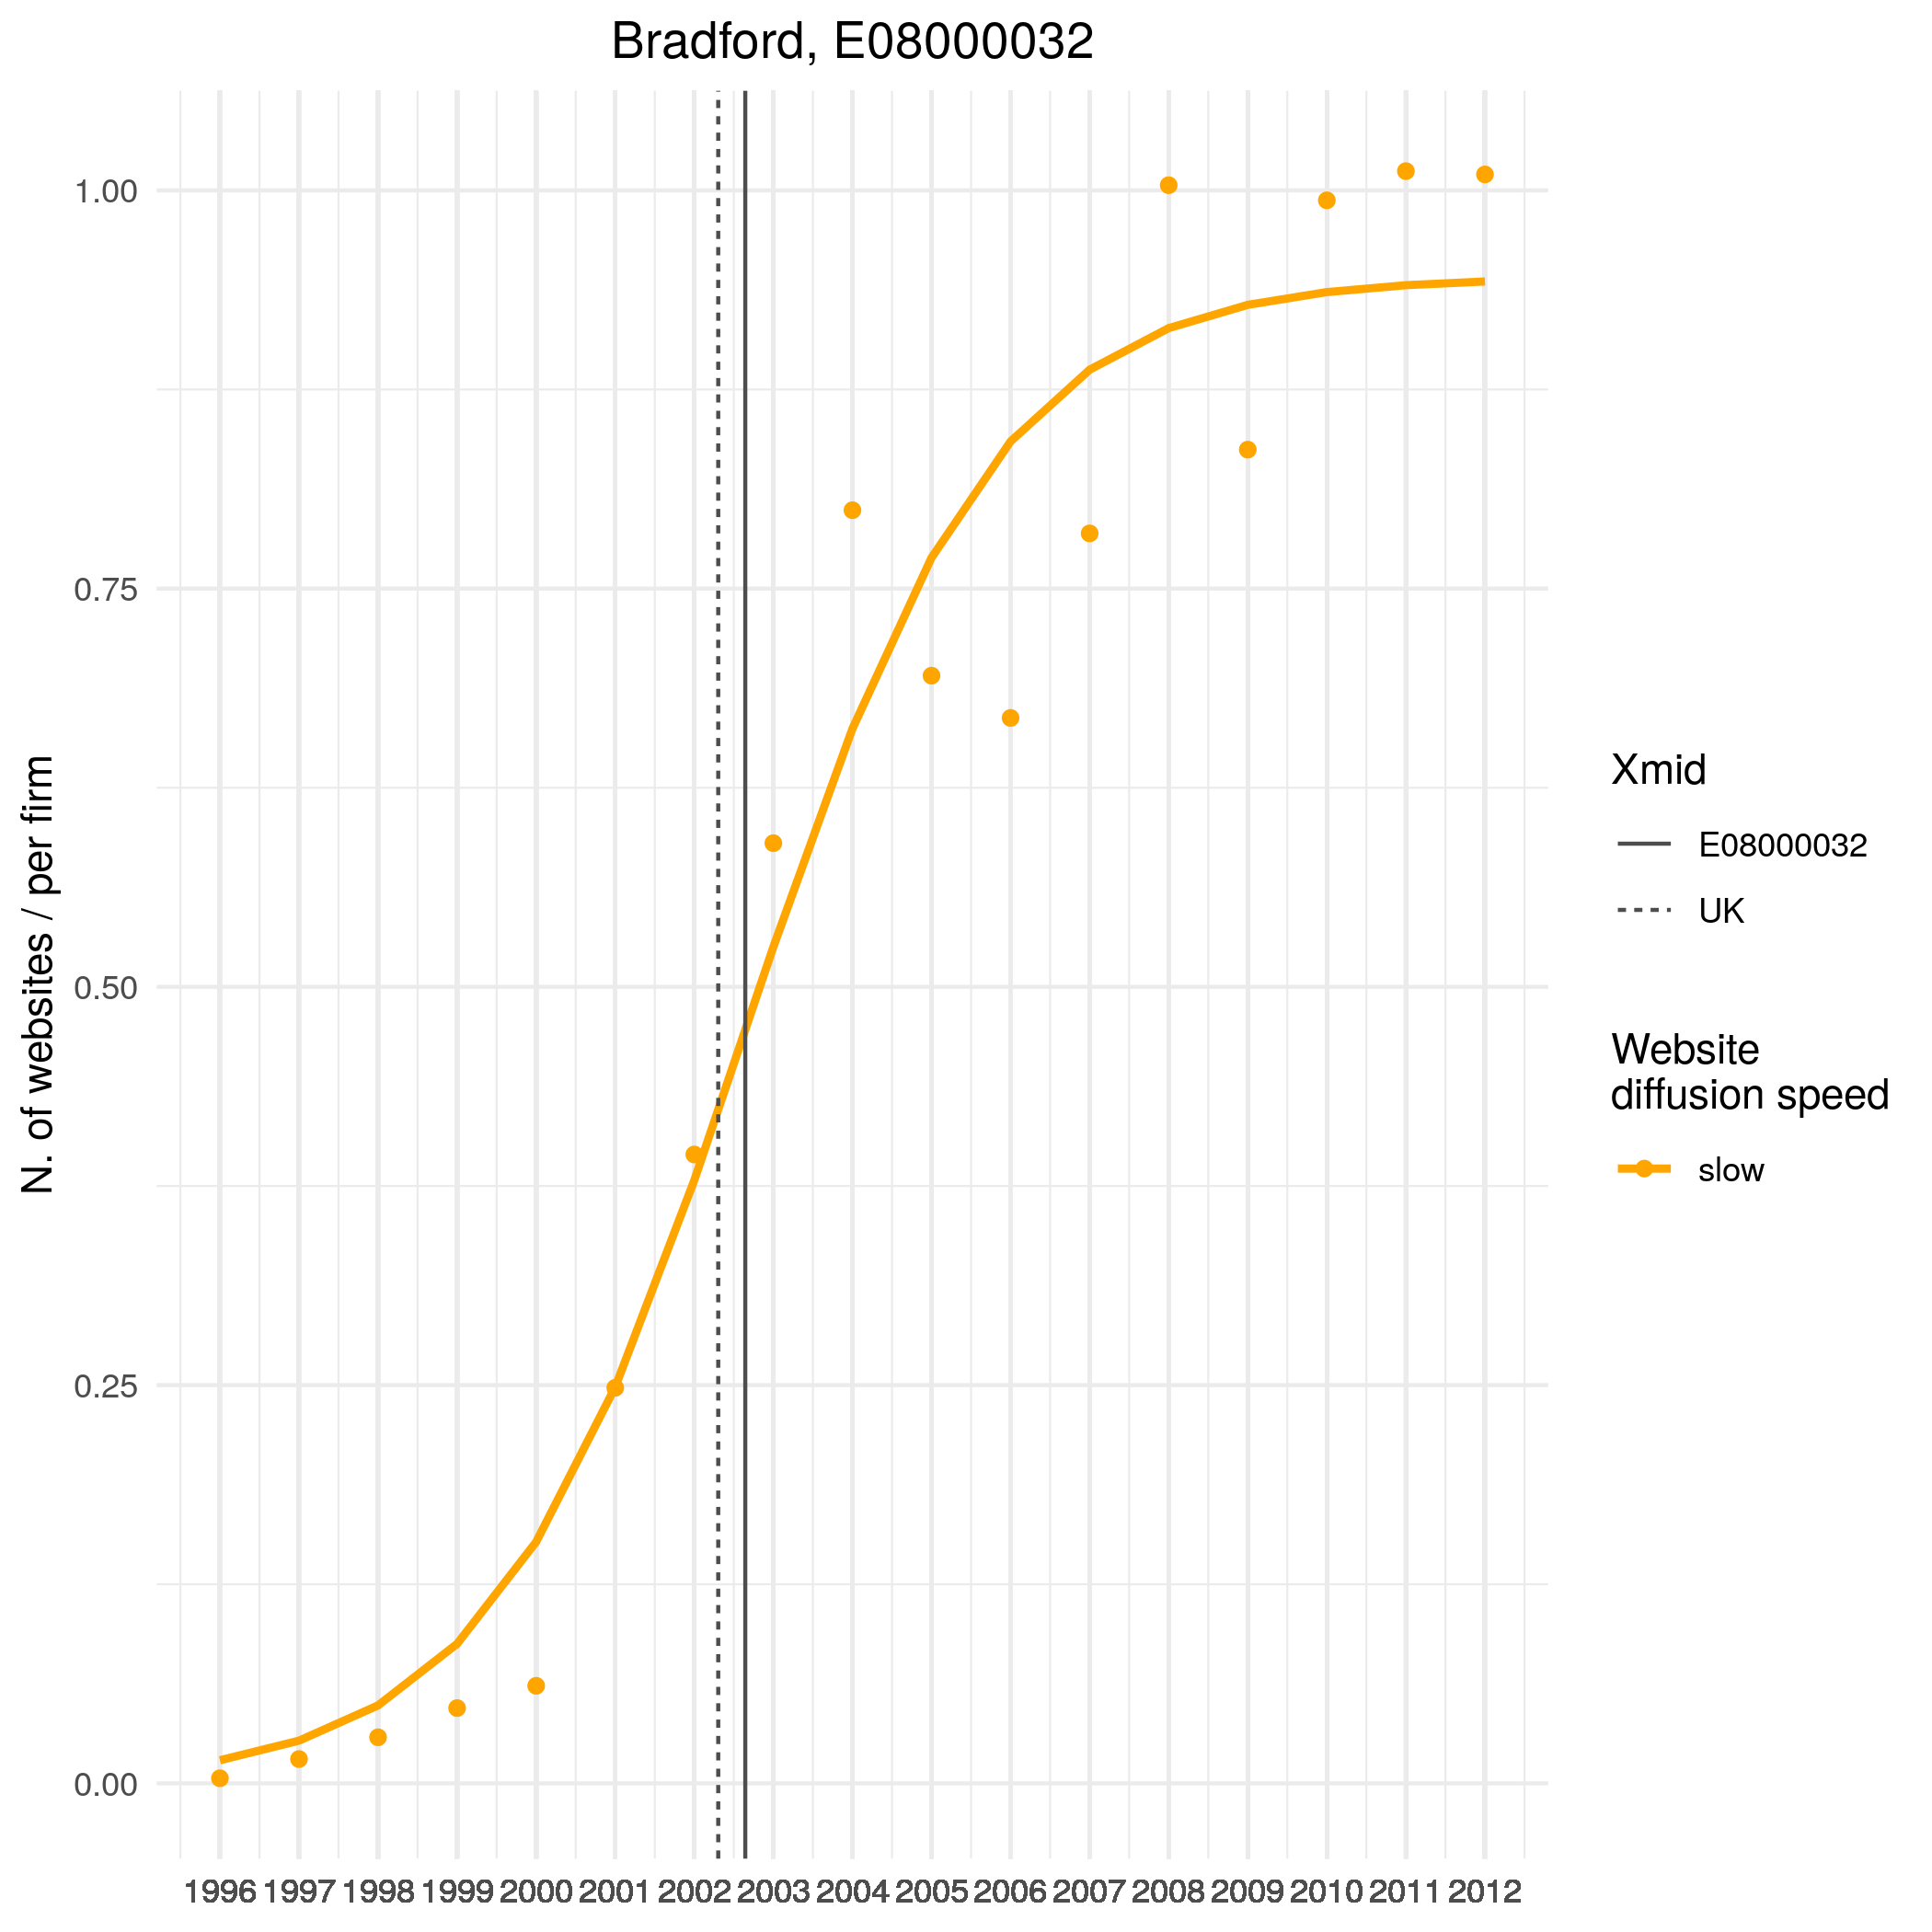 Bradford, E08000032
N. of websites / per firm
1.00
0.75
0.50
0.25
0.00
1996 1997 1998 1999 2000 2001 2002 2003 2004 2005 2006 2007 2008 2009 2010 2011 2012
Xmid
E08000032
UK
Website
diffusion speed
slow